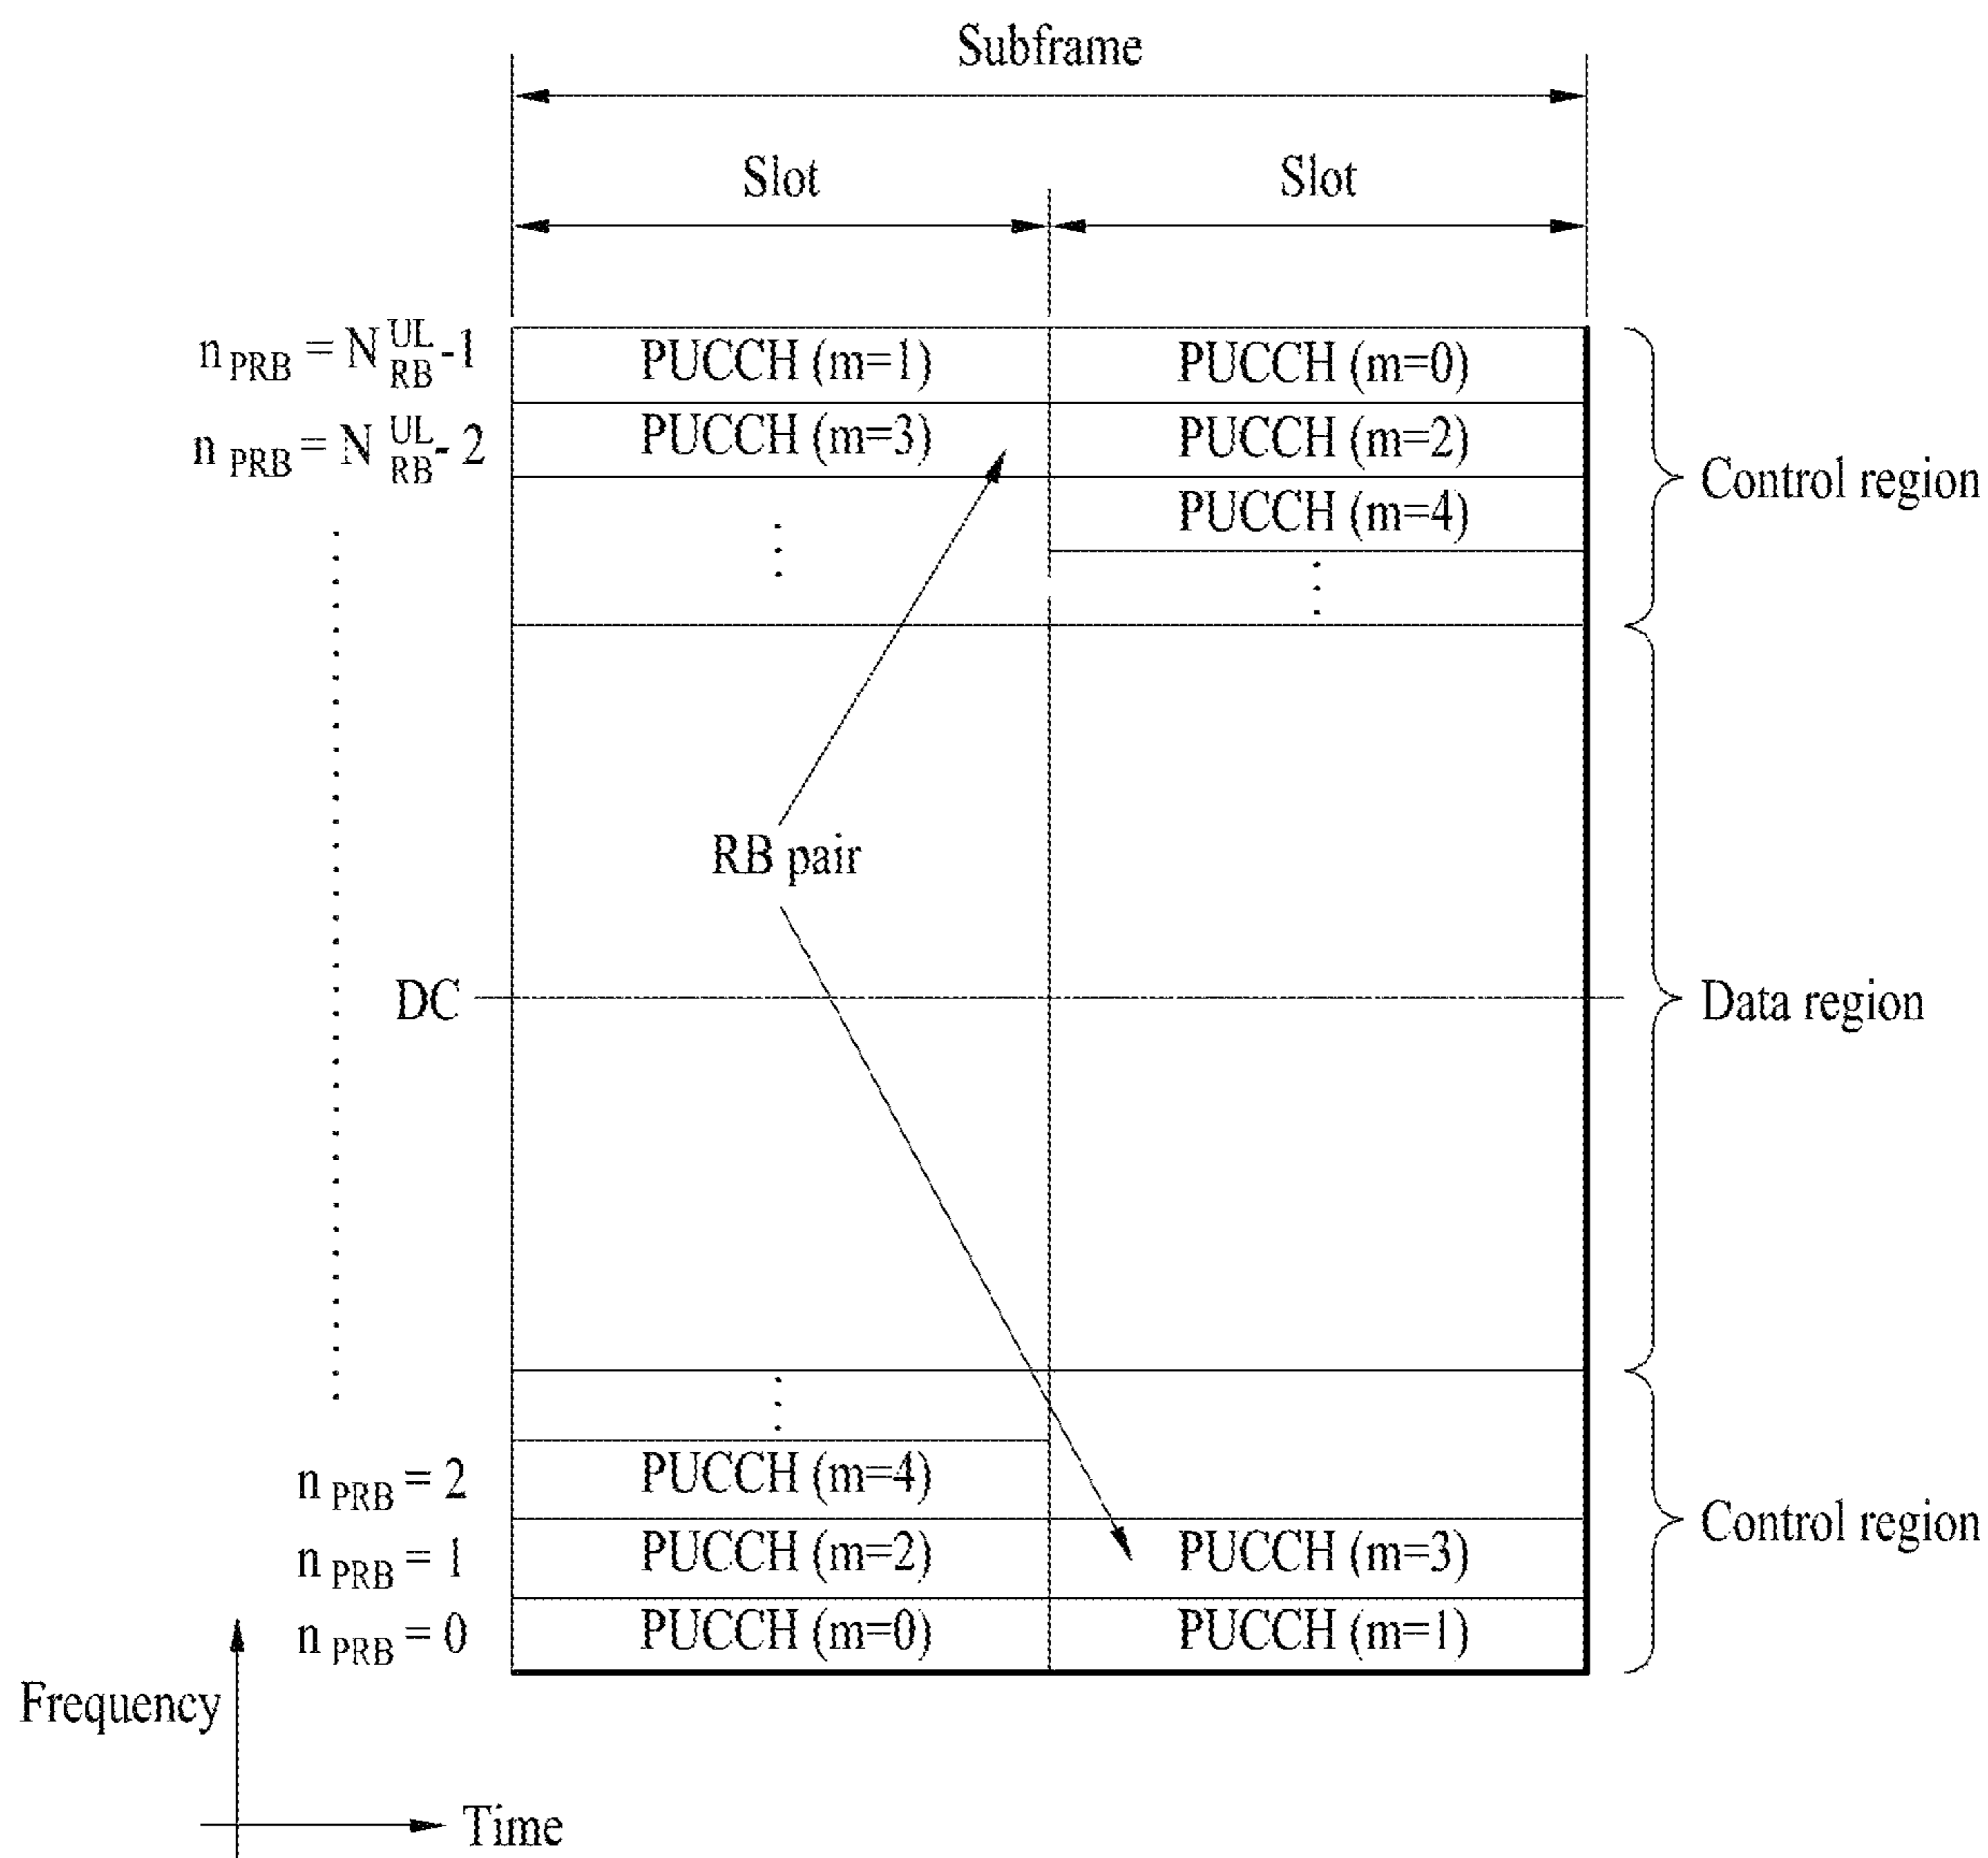 Subframe
Slot Slot
n PRB = N UL RB -1 PUCCH (m=1) PUCCH (m=0)
n PRB = N UL RB - 2 PUCCH (m=3) PUCCH (m=2)
Control region
PUCCH (m=4)
RB pair
DC
Data region
n PRB = 2 PUCCH (m=4)
Control region
n PRB = 1 PUCCH (m=2) PUCCH (m=3)
n PRB = 0 PUCCH (m=0) PUCCH (m=1)
Frequency
Time